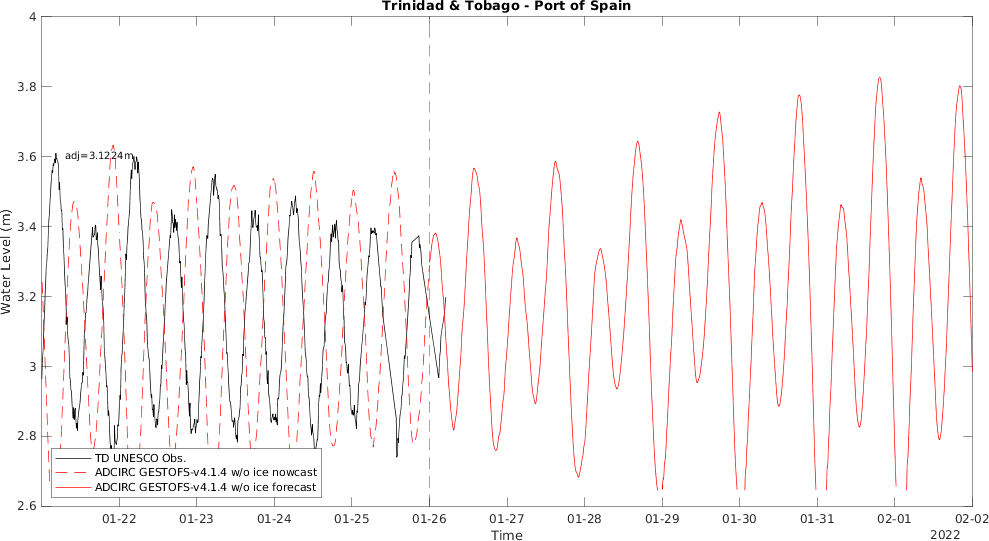 Trinidad & Tobago - Port of Spain
4
3.8
3.6
3.4
3.2
3
2.8
2.6
Water Level (m)
adj=3.1224m
TD UNESCO Obs.
ADCIRC GESTOFS-v4.1.4 w/o ice nowcast
ADCIRC GESTOFS-v4.1.4 w/o ice forecast
01-22 01-23 01-24 01-25 01-26 01-27 01-28 01-29 01-30 01-31 02-01 02-02
Time
2022